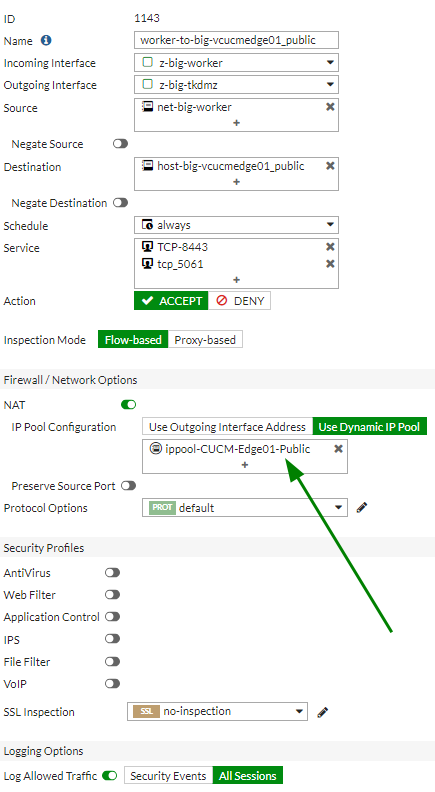 ID 1143
Name worker-to-big-vcucmedge01_public
Incoming Interface z-big-worker
Outgoing Interface z-big-tkdmz
Source net-big-worker
+
Negate Source
Destination host-big-vcucmedge01_public
+
Negate Destination
Schedule always
Service TCP-8443
tcp_5061
+
Action ACCEPT DENY
Inspection Mode Flow-based Proxy-based
Firewall / Network Options
NAT
IP Pool Configuration Use Outgoing Interface Address Use Dynamic IP Pool
ippool-CUCM-Edge01-Public
+
Preserve Source Port
Protocol Options PROT default
Security Profiles
AntiVirus
Web Filter
Application Control
IPS
File Filter
VoIP
SSL Inspection SSL no-inspection
Logging Options
Log Allowed Traffic Security Events All Sessions